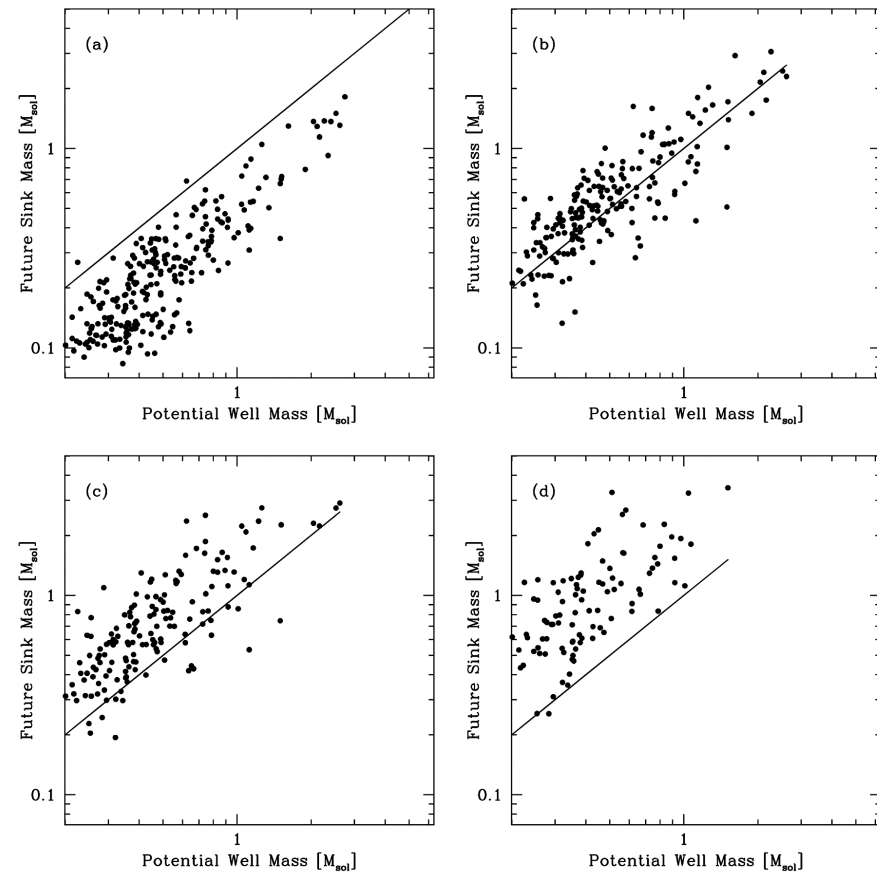 (a)
1
0.1
Future Sink Mass [M_sol]
1
Potential Well Mass [M_sol]
(b)
1
0.1
Future Sink Mass [M_sol]
1
Potential Well Mass [M_sol]
(c)
1
0.1
Future Sink Mass [M_sol]
1
Potential Well Mass [M_sol]
(d)
1
0.1
Future Sink Mass [M_sol]
1
Potential Well Mass [M_sol]